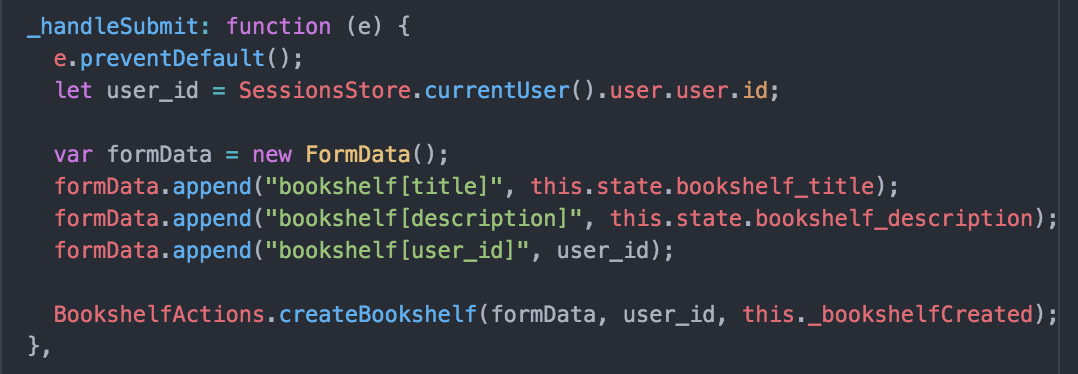 _handleSubmit: function (e) {
e.preventDefault();
let user_id = SessionsStore.currentUser().user.user.id;
var formData = new FormData();
formData.append("bookshelf[title]", this.state.bookshelf_title);
formData.append("bookshelf[description]", this.state.bookshelf_description);
formData.append("bookshelf[user_id]", user_id);
BookshelfActions.createBookshelf(formData, user_id, this._bookshelfCreated);
},